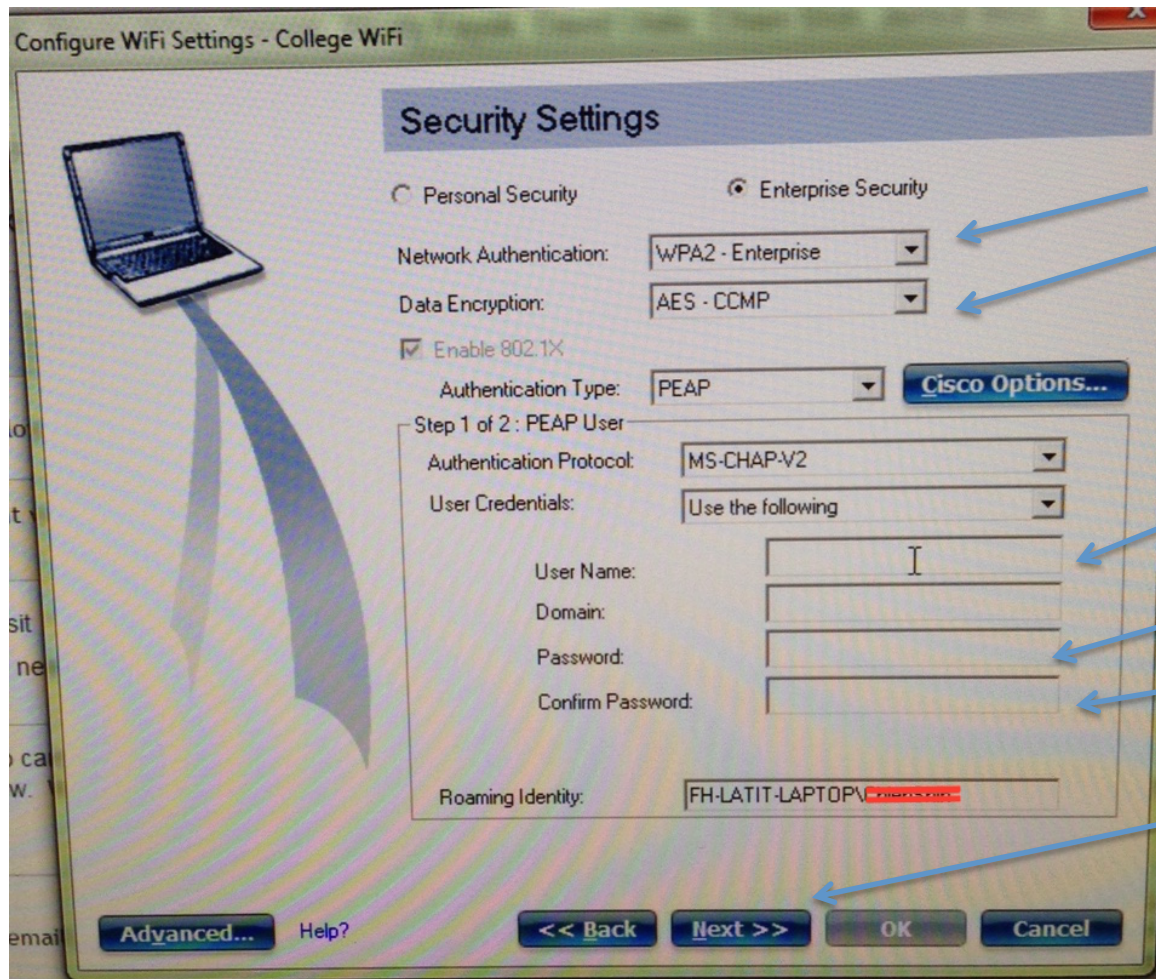 Configure WiFi Settings - College WiFi
X
Security Settings
Personal Security
Enterprise Security
Network Authentication: WPA2 - Enterprise
Data Encryption: AES - CCMP
Enable 802.1X
Authentication Type: PEAP
Cisco Options...
Step 1 of 2 : PEAP User
Authentication Protocol: MS-CHAP-V2
User Credentials: Use the following
User Name:
Domain:
Password:
Confirm Password:
Roaming Identity: FH-LATIT-LAPTOP\
Advanced...
Help?
<< Back
Next >>
OK
Cancel